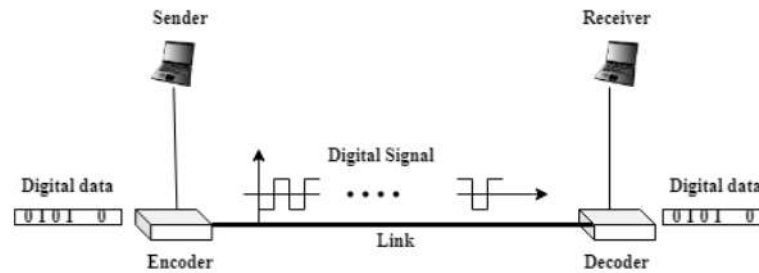 Sender
Receiver
Digital Signal
Digital data
Digital data
0 1 0 1 0
0 1 0 1 0
Link
Encoder
Decoder